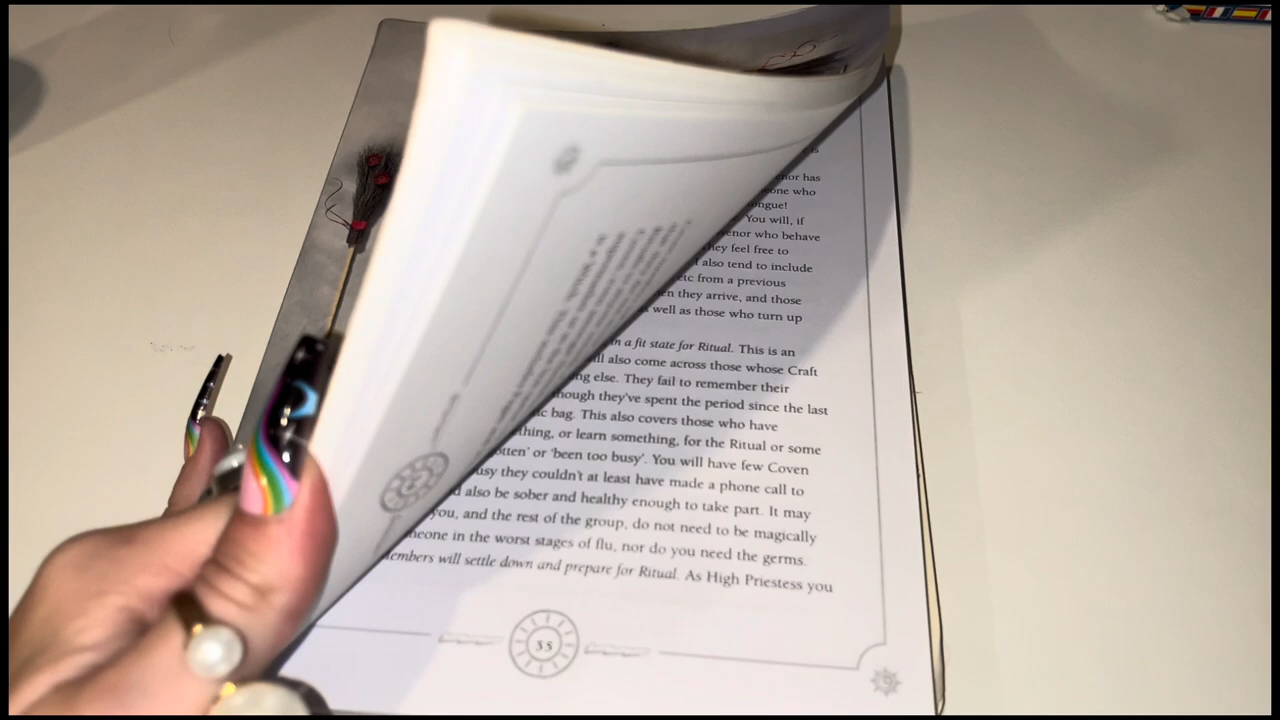 enor has
eone who
ongue!
You will, if
venor who behave
hey feel free to
I also tend to include
etc from a previous
en they arrive, and those
well as those who turn up
in a fit state for Ritual. This is an
ll also come across those whose Craft
ng else. They fail to remember their
hough they've spent the period since the last
ic bag. This also covers those who have
thing, or learn something, for the Ritual or some
otten' or 'been too busy'. You will have few Coven
usy they couldn't at least have made a phone call to
d also be sober and healthy enough to take part. It may
you, and the rest of the group, do not need to be magically
meone in the worst stages of flu, nor do you need the germs.
embers will settle down and prepare for Ritual. As High Priestess you
35